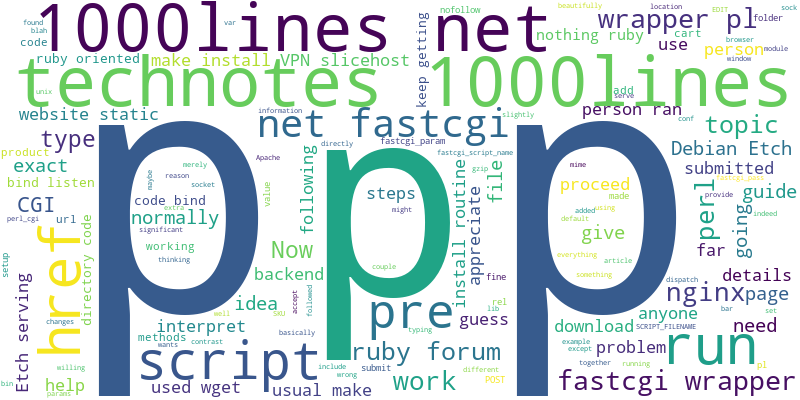 1000lines net
technotes 1000lines
p p p
net fastcgi
wrapper pl
nothing ruby
nofollow
beautifully
location
folder
EDIT
var
found
blah
code
bin
sock
browser
module
window
cart
use
person
keep getting
ruby oriented
make install
VPN slicehost
unix
add
serve
slightly
conf
information
website static
person ran
topic
Debian Etch
submitted
guide
type
product
exact
bind listen
CGI
url
perl_cgi
directory code
href
setup
changes
Etch serving
willing
help
params
maybe
reason
merely
socket
Apache
code bind
normally
extra
significant
working
thinking
value
following
directly
fastcgi_param
fastcgi_script_name
gzip
steps
might
couple
file
install routine
appreciate
Now
backend
idea
SKU
accept
followed
well
interpret
methods
contrast
basically
rel
lib
fine
typing
pre
guess
script
ruby forum
include
wrong
submit
different
POST
used wget
usual make
work
mime
proceed
made
added
using
default
give
everything
indeed
something
article
perl
far
going
fastcgi_pass
provide
details
nginx
page
dispatch
bar
set
anyone
download
SCRIPT_FILENAME
need
example
except
problem
run
together
running
pl
wants
fastcgi wrapper